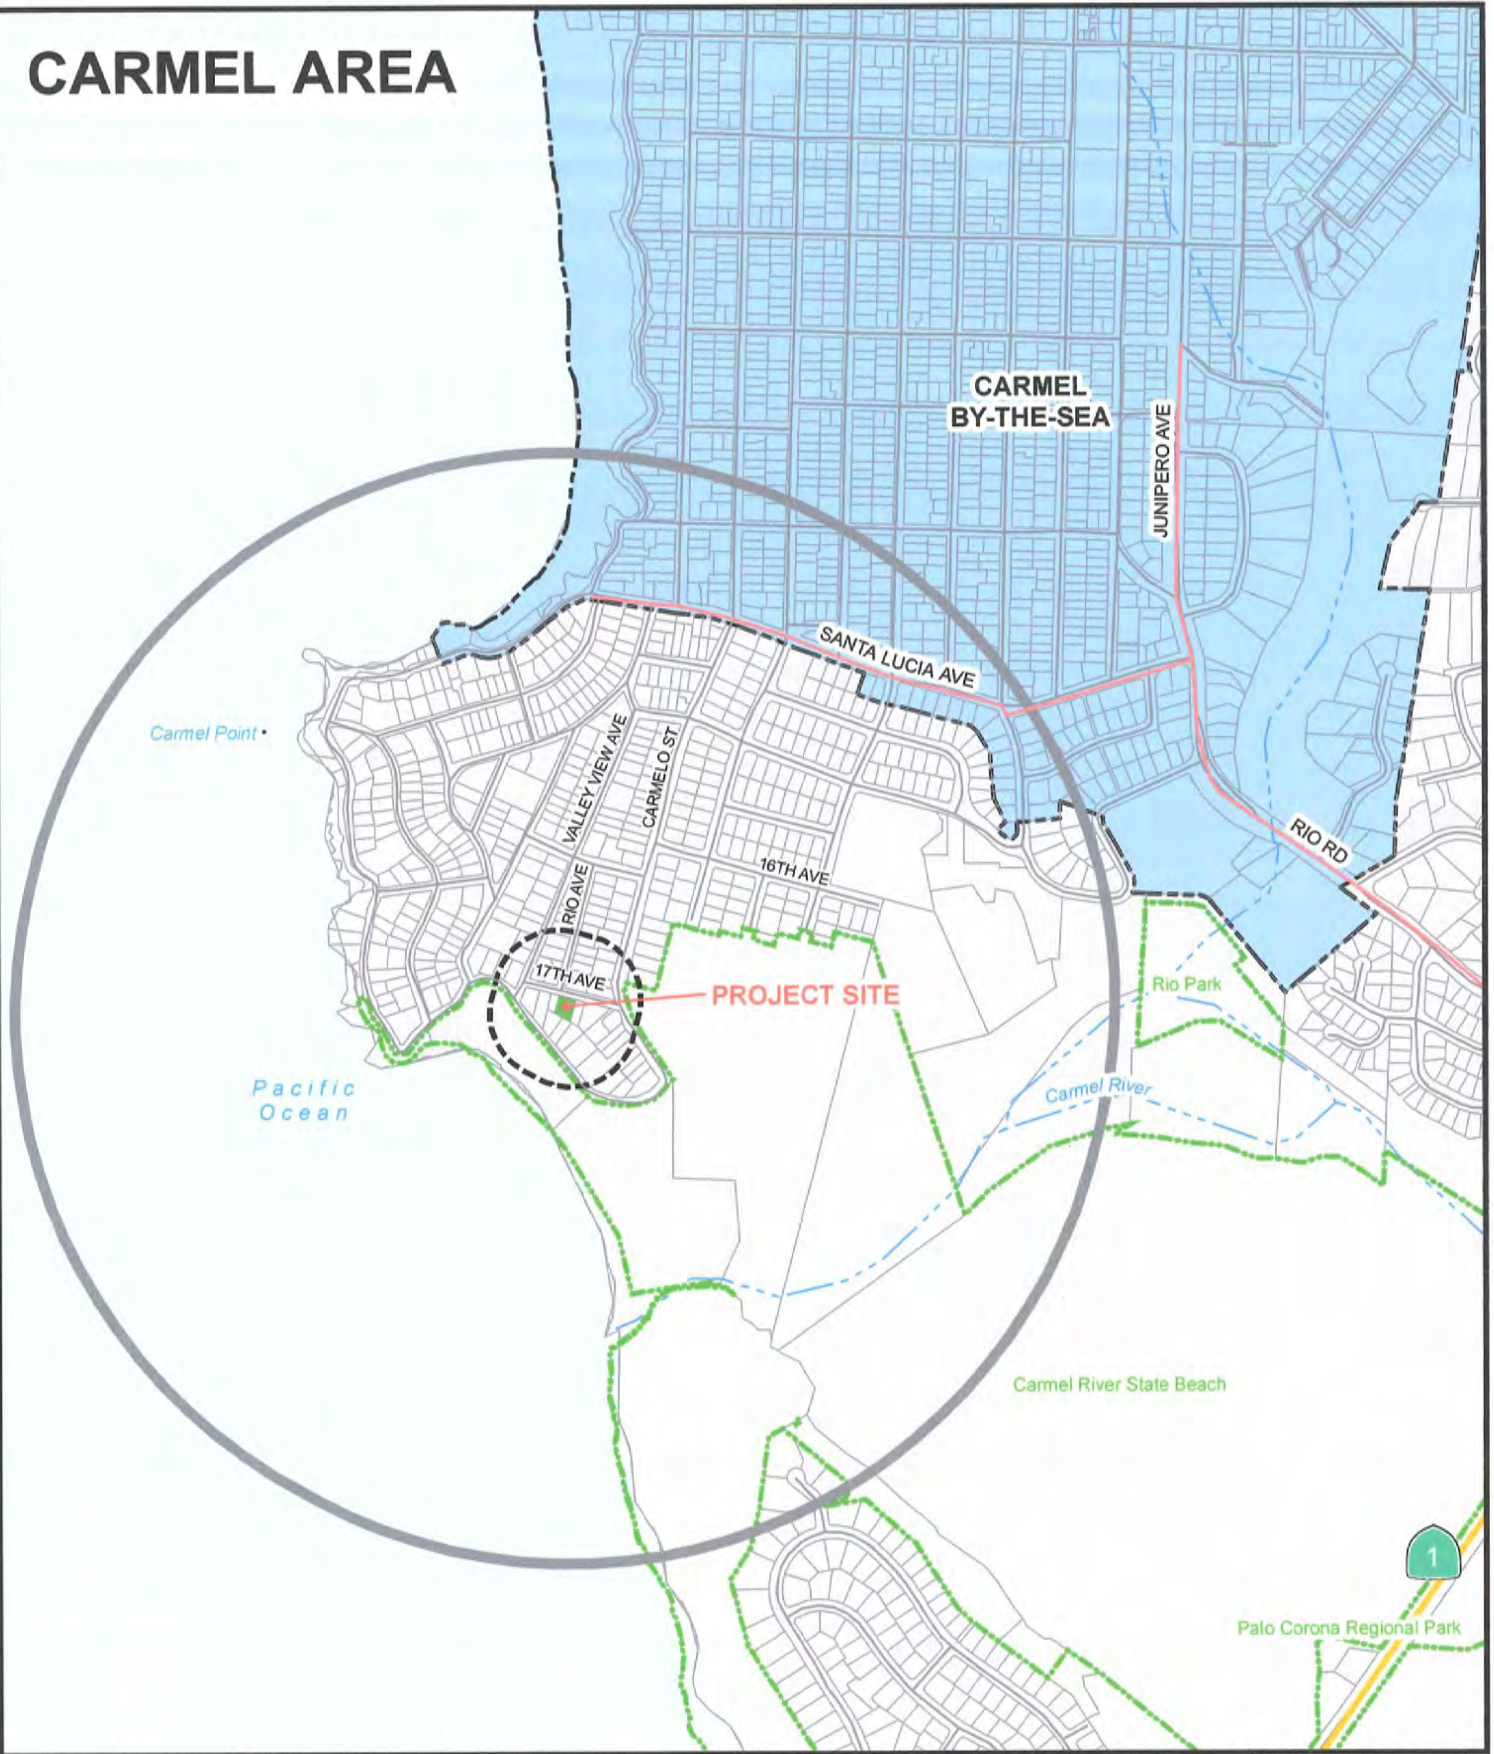 CARMEL AREA
CARMEL
BY-THE-SEA
JUNIPERO AVE
SANTA LUCIA AVE
Carmel Point
VALLEY VIEW AVE
CARMELO ST
RIO RD
16TH AVE
RIO AVE
17TH AVE
PROJECT SITE
Rio Park
Pacific
Ocean
Carmel River
Carmel River State Beach
1
Palo Corona Regional Park